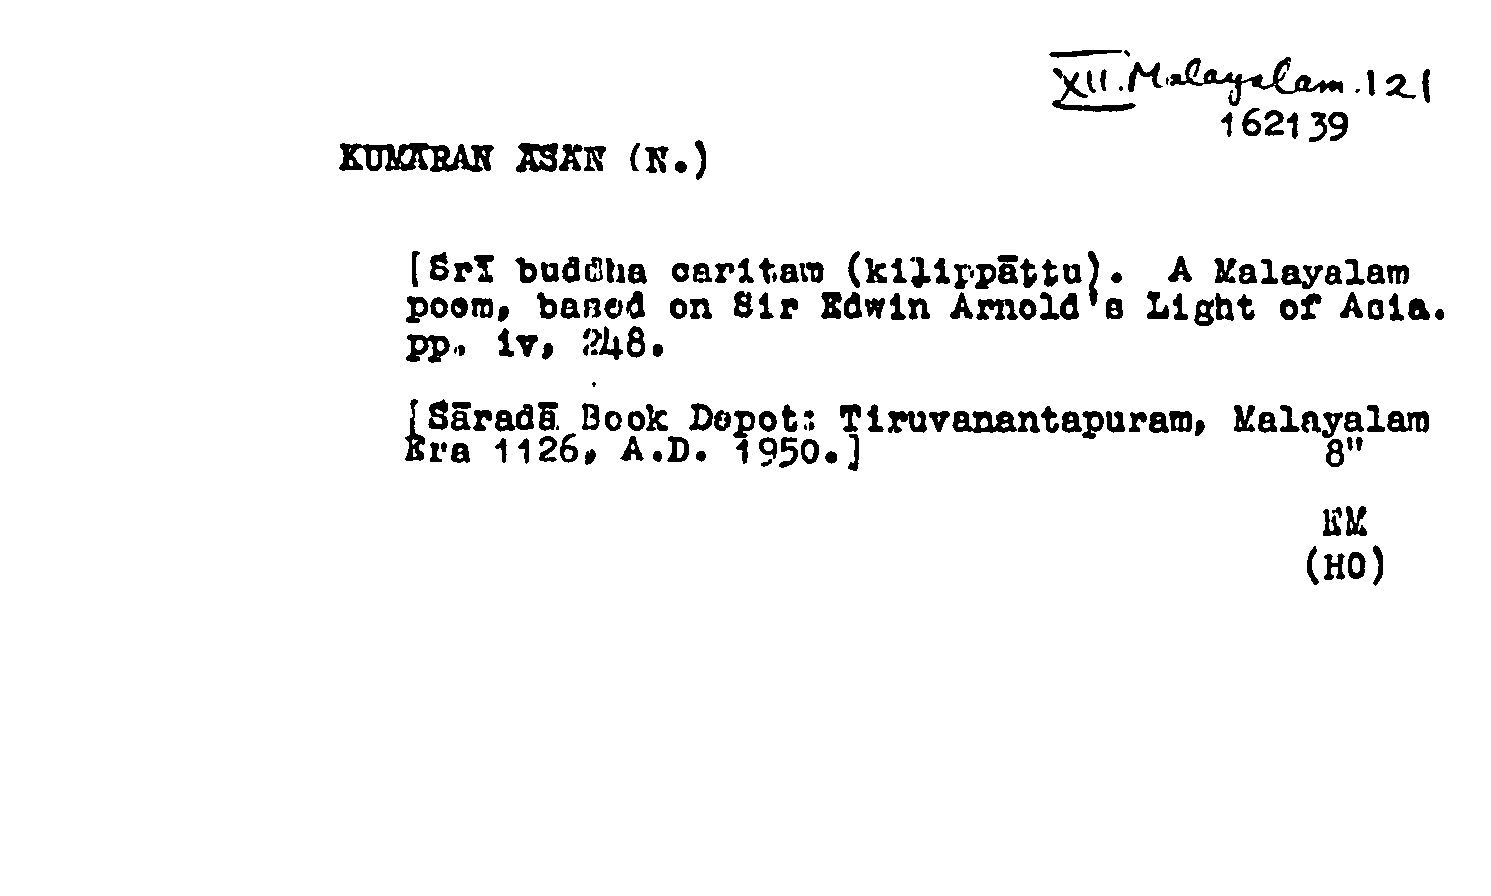 XII. Malayalam.121
162139
KUMĀRAN ĀŚĀN (N.)
[Śrī buddha caritam (kiḷippāṭṭu). A Malayalam
poem, based on Sir Edwin Arnold's Light of Asia.
pp. iv, 248.
[Śāradā Book Depot: Tiruvanantapuram, Malayalam
Era 1126, A.D. 1950.] 8"
EM
(HO)